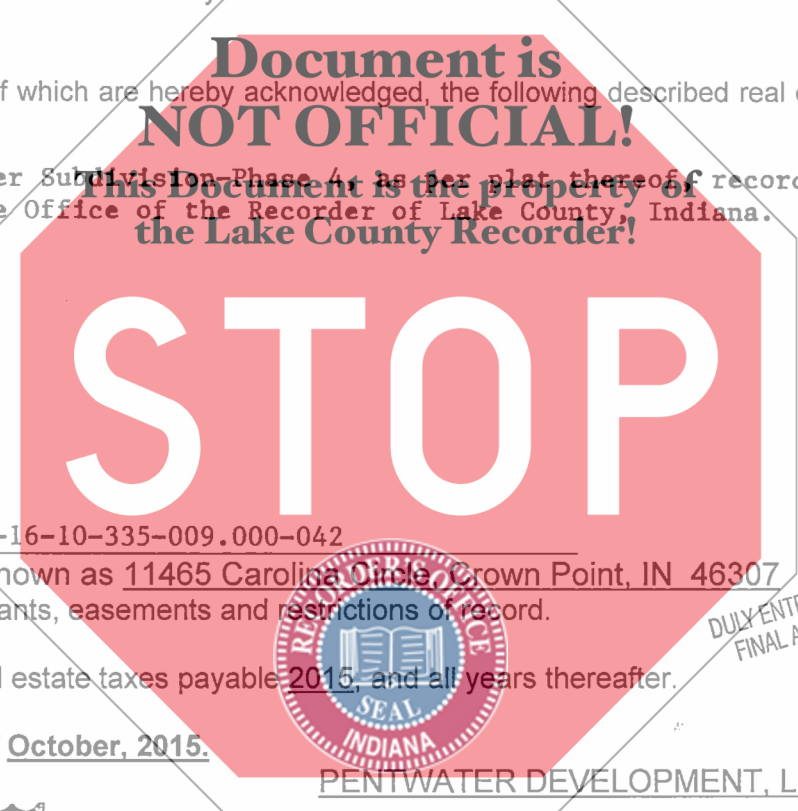 Document is
f which are hereby acknowledged, the following described real
NOT OFFICIAL!
er Subdivision-Phase 4, as per plat thereof, recor
This Document is the property of
e Office of the Recorder of Lake County, Indiana.
the Lake County Recorder!
STOP
-16-10-335-009.000-042
nown as 11465 Carolina Circle, Crown Point, IN 46307
ants, easements and restrictions of record.
DULY ENTE
FINAL A
l estate taxes payable 2015, and all years thereafter.
RECORDER'S OFFICE
SEAL
INDIANA
October, 2015.
PENTWATER DEVELOPMENT, L